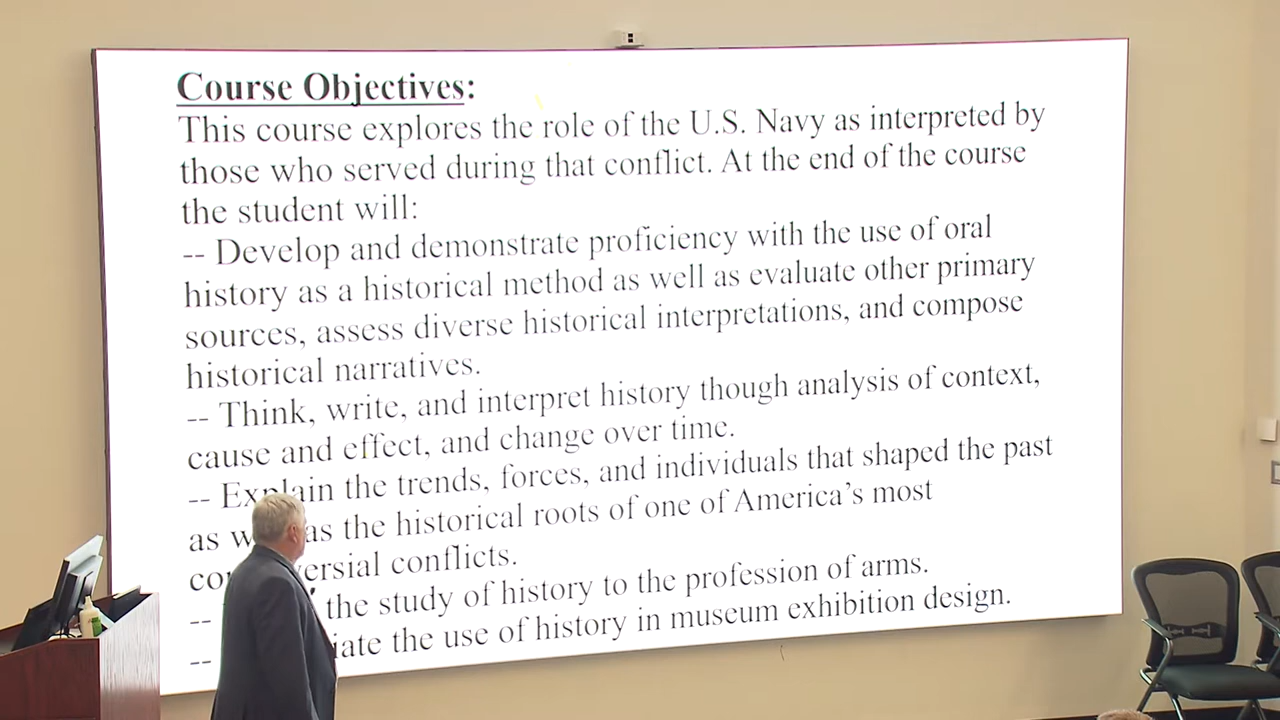 Course Objectives:
This course explores the role of the U.S. Navy as interpreted by
those who served during that conflict. At the end of the course
the student will:
-- Develop and demonstrate proficiency with the use of oral
history as a historical method as well as evaluate other primary
sources, assess diverse historical interpretations, and compose
historical narratives.
-- Think, write, and interpret history though analysis of context,
cause and effect, and change over time.
-- Explain the trends, forces, and individuals that shaped the past
as as the historical roots of one of America's most
conflicts.
-- the study of history to the profession of arms.
-- the use of history in museum exhibition design.